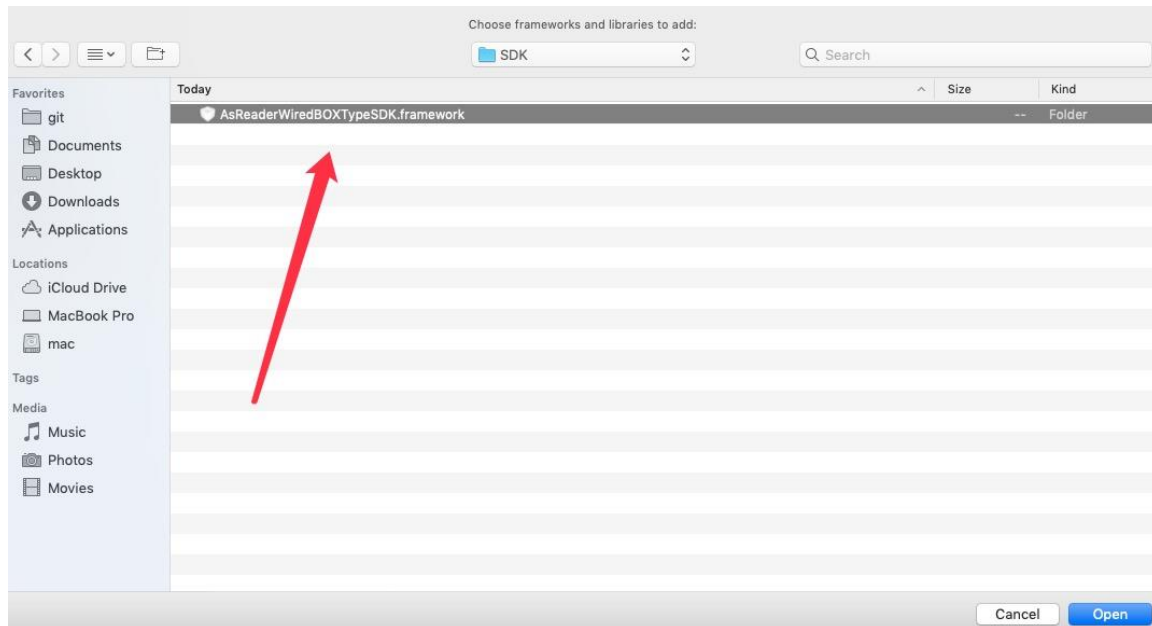 Choose frameworks and libraries to add:
SDK
Search
Favorites
git
Documents
Desktop
Downloads
Applications
Locations
iCloud Drive
MacBook Pro
mac
Tags
Media
Music
Photos
Movies
Today Size Kind
AsReaderWiredBOXTypeSDK.framework -- Folder
Cancel Open